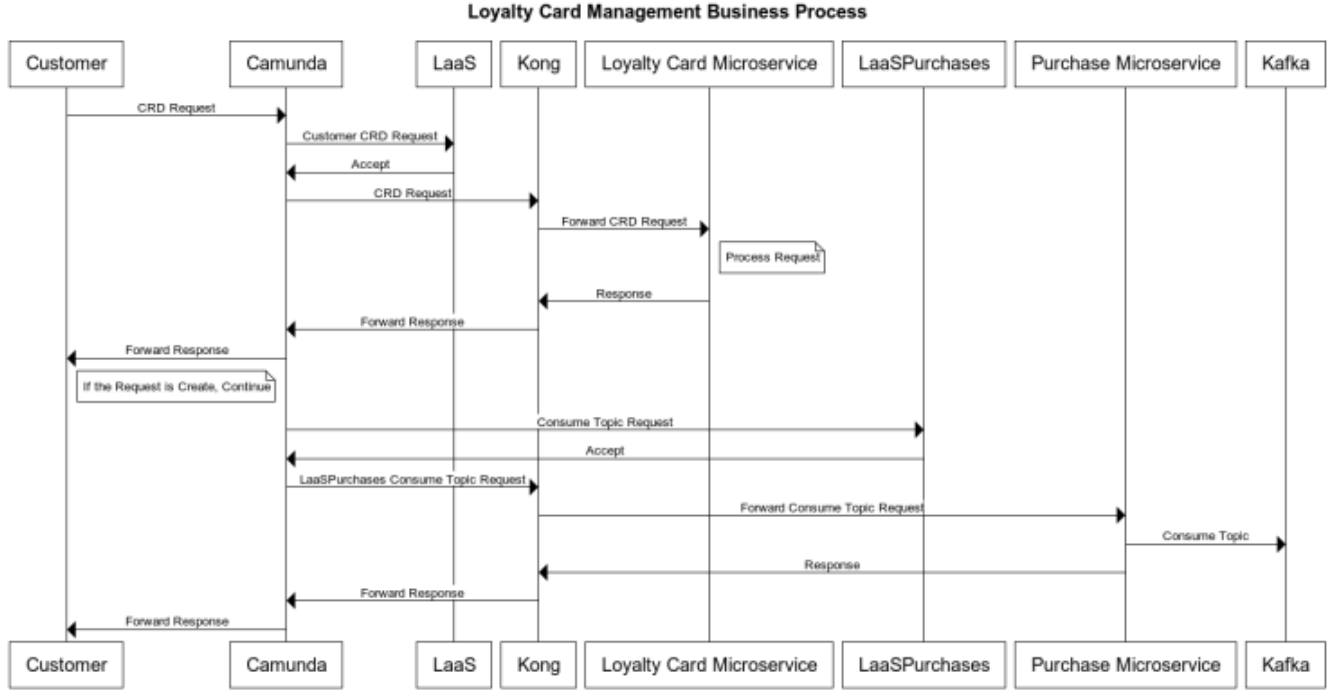 Loyalty Card Management Business Process
Customer
Camunda
LaaS
Kong
Loyalty Card Microservice
LaaSPurchases
Purchase Microservice
Kafka
CRD Request
Customer CRD Request
Accept
CRD Request
Forward CRD Request
Process Request
Response
Forward Response
Forward Response
If the Request is Create, Continue
Consume Topic Request
Accept
LaaSPurchases Consume Topic Request
Forward Consume Topic Request
Consume Topic
Response
Forward Response
Forward Response
Customer
Camunda
LaaS
Kong
Loyalty Card Microservice
LaaSPurchases
Purchase Microservice
Kafka